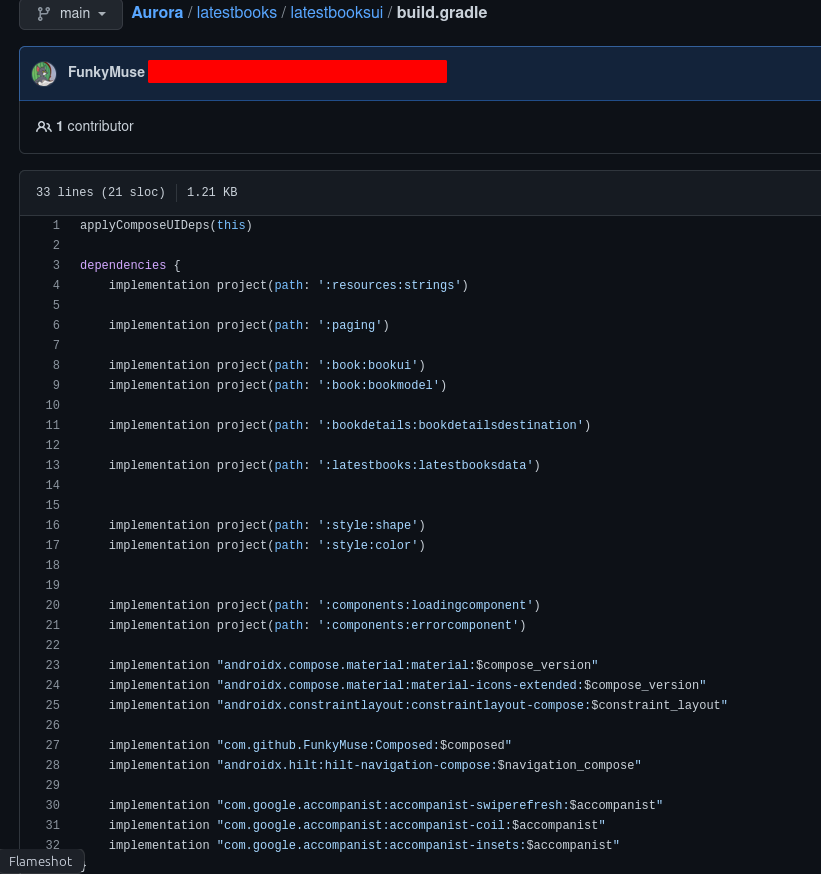 main
Aurora / latestbooks / latestbooksui / build.gradle
FunkyMuse
1 contributor
33 lines (21 sloc) 1.21 KB
1 applyComposeUIDeps(this)
2
3 dependencies {
4     implementation project(path: ':resources:strings')
5
6     implementation project(path: ':paging')
7
8     implementation project(path: ':book:bookui')
9     implementation project(path: ':book:bookmodel')
10
11     implementation project(path: ':bookdetails:bookdetailsdestination')
12
13     implementation project(path: ':latestbooks:latestbooksdata')
14
15
16     implementation project(path: ':style:shape')
17     implementation project(path: ':style:color')
18
19
20     implementation project(path: ':components:loadingcomponent')
21     implementation project(path: ':components:errorcomponent')
22
23     implementation "androidx.compose.material:material:$compose_version"
24     implementation "androidx.compose.material:material-icons-extended:$compose_version"
25     implementation "androidx.constraintlayout:constraintlayout-compose:$constraint_layout"
26
27     implementation "com.github.FunkyMuse:Composed:$composed"
28     implementation "androidx.hilt:hilt-navigation-compose:$navigation_compose"
29
30     implementation "com.google.accompanist:accompanist-swiperefresh:$accompanist"
31     implementation "com.google.accompanist:accompanist-coil:$accompanist"
32     implementation "com.google.accompanist:accompanist-insets:$accompanist"
}
Flameshot